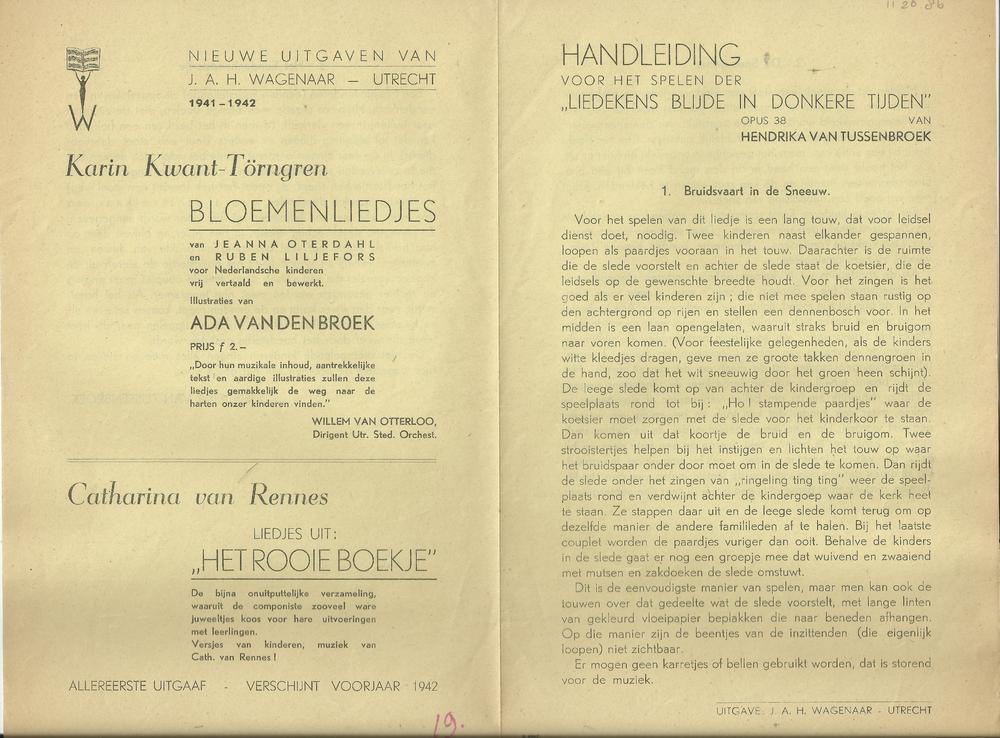 W
NIEUWE UITGAVEN VAN
J. A. H. WAGENAAR — UTRECHT
1941-1942
Karin Kwant-Törngren
BLOEMENLIEDJES
van JEANNA OTERDAHL
en RUBEN LILJEFORS
voor Nederlandsche kinderen
vrij vertaald en bewerkt.
Illustraties van
ADA VAN DEN BROEK
PRIJS ƒ 2.–
„Door hun muzikale inhoud, aantrekkelijke
tekst en aardige illustraties zullen deze
liedjes gemakkelijk de weg naar de
harten onzer kinderen vinden."
WILLEM VAN OTTERLOO,
Dirigent Utr. Sted. Orchest.
Catharina van Rennes
LIEDJES UIT:
„HET ROOIE BOEKJE"
De bijna onuitputtelijke verzameling,
waaruit de componiste zooveel ware
juweeltjes koos voor hare uitvoeringen
met leerlingen.
Versjes van kinderen, muziek van
Cath. van Rennes !
ALLEREERSTE UITGAAF - VERSCHIJNT VOORJAAR 1942
19.
11 20 86
HANDLEIDING
VOOR HET SPELEN DER
„LIEDEKENS BLIJDE IN DONKERE TIJDEN"
OPUS 38 VAN
HENDRIKA VAN TUSSENBROEK
1. Bruidsvaart in de Sneeuw.
Voor het spelen van dit liedje is een lang touw, dat voor leidsel
dienst doet, noodig. Twee kinderen naast elkander gespannen,
loopen als paardjes vooraan in het touw. Daarachter is de ruimte
die de slede voorstelt en achter de slede staat de koetsier, die de
leidsels op de gewenschte breedte houdt. Voor het zingen is het
goed als er veel kinderen zijn ; die niet mee spelen staan rustig op
den achtergrond op rijen en stellen een dennenbosch voor. In het
midden is een laan opengelaten, waaruit straks bruid en bruigom
naar voren komen. (Voor feestelijke gelegenheden, als de kinders
witte kleedjes dragen, geve men ze groote takken dennengroen in
de hand, zoo dat het wit sneeuwig door het groen heen schijnt).
De leege slede komt op van achter de kindergroep en rijdt de
speelplaats rond tot bij : „Ho ! stampende paardjes" waar de
koetsier moet zorgen met de slede voor het kinderkoor te staan.
Dan komen uit dat koortje de bruid en de bruigom. Twee
strooistertjes helpen bij het instijgen en lichten het touw op waar
het bruidspaar onder door moet om in de slede te komen. Dan rijdt
de slede onder het zingen van „ringeling ting ting" weer de speel-
plaats rond en verdwijnt achter de kindergoep waar de kerk heet
te staan. Ze stappen daar uit en de leege slede komt terug om op
dezelfde manier de andere familileden af te halen. Bij het laatste
couplet worden de paardjes vuriger dan ooit. Behalve de kinders
in de slede gaat er nog een groepje mee dat wuivend en zwaaiend
met mutsen en zakdoeken de slede omstuwt.
Dit is de eenvoudigste manier van spelen, maar men kan ook de
touwen over dat gedeelte wat de slede voorstelt, met lange linten
van gekleurd vloeipapier beplakken die naar beneden afhangen.
Op die manier zijn de beentjes van de inzittenden (die eigenlijk
loopen) niet zichtbaar.
Er mogen geen karretjes of bellen gebruikt worden, dat is storend
voor de muziek.
UITGAVE: J. A. H. WAGENAAR - UTRECHT